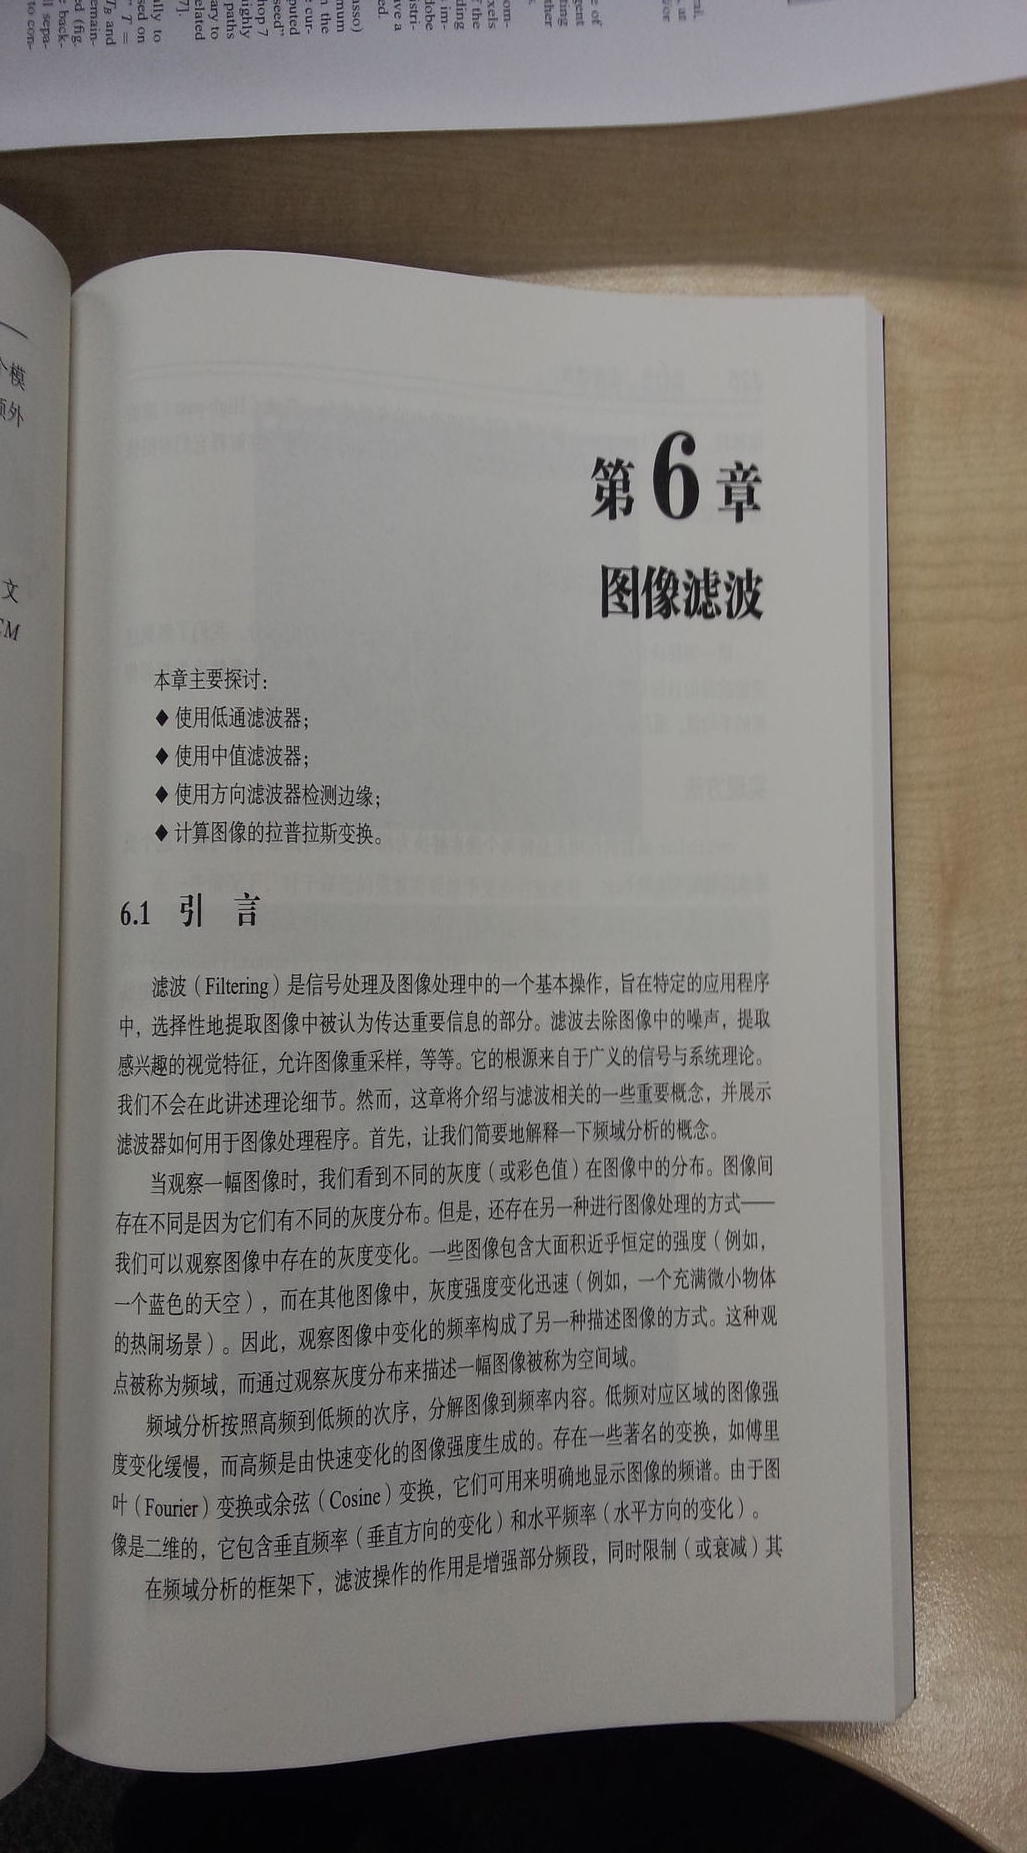 第6章
图像滤波
本章主要探讨：
◆ 使用低通滤波器；
◆ 使用中值滤波器；
◆ 使用方向滤波器检测边缘；
◆ 计算图像的拉普拉斯变换。
6.1 引 言
滤波（Filtering）是信号处理及图像处理中的一个基本操作，旨在特定的应用程序
中，选择性地提取图像中被认为传达重要信息的部分。滤波去除图像中的噪声，提取
感兴趣的视觉特征，允许图像重采样，等等。它的根源来自于广义的信号与系统理论。
我们不会在此讲述理论细节。然而，这章将介绍与滤波相关的一些重要概念，并展示
滤波器如何用于图像处理程序。首先，让我们简要地解释一下频域分析的概念。
当观察一幅图像时，我们看到不同的灰度（或彩色值）在图像中的分布。图像间
存在不同是因为它们有不同的灰度分布。但是，还存在另一种进行图像处理的方式——
我们可以观察图像中存在的灰度变化。一些图像包含大面积近乎恒定的强度（例如，
一个蓝色的天空），而在其他图像中，灰度强度变化迅速（例如，一个充满微小物体
的热闹场景）。因此，观察图像中变化的频率构成了另一种描述图像的方式。这种观
点被称为频域，而通过观察灰度分布来描述一幅图像被称为空间域。
频域分析按照高频到低频的次序，分解图像到频率内容。低频对应区域的图像强
度变化缓慢，而高频是由快速变化的图像强度生成的。存在一些著名的变换，如傅里
叶（Fourier）变换或余弦（Cosine）变换，它们可用来明确地显示图像的频谱。由于图
像是二维的，它包含垂直频率（垂直方向的变化）和水平频率（水平方向的变化）。
在频域分析的框架下，滤波操作的作用是增强部分频段，同时限制（或衰减）其